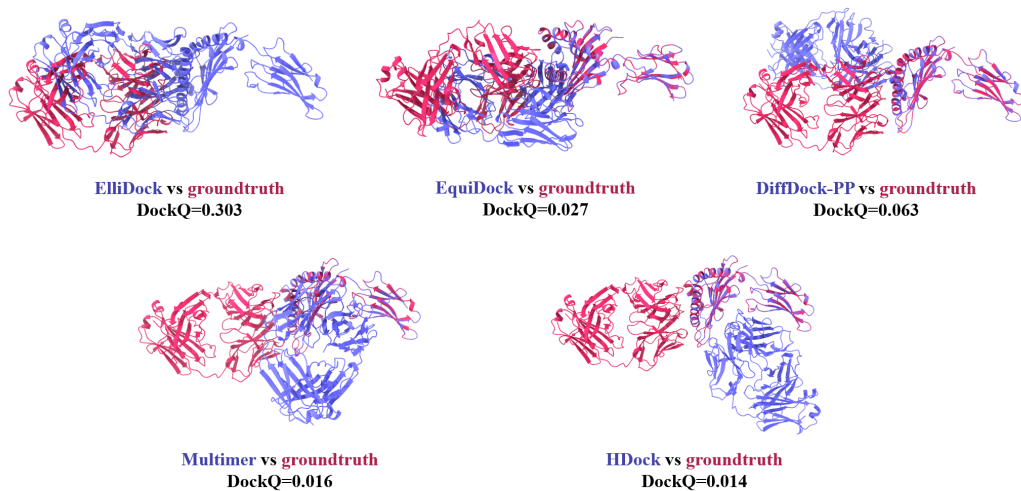 ElliDock vs groundtruth
DockQ=0.303
EquiDock vs groundtruth
DockQ=0.027
DiffDock-PP vs groundtruth
DockQ=0.063
Multimer vs groundtruth
DockQ=0.016
HDock vs groundtruth
DockQ=0.014